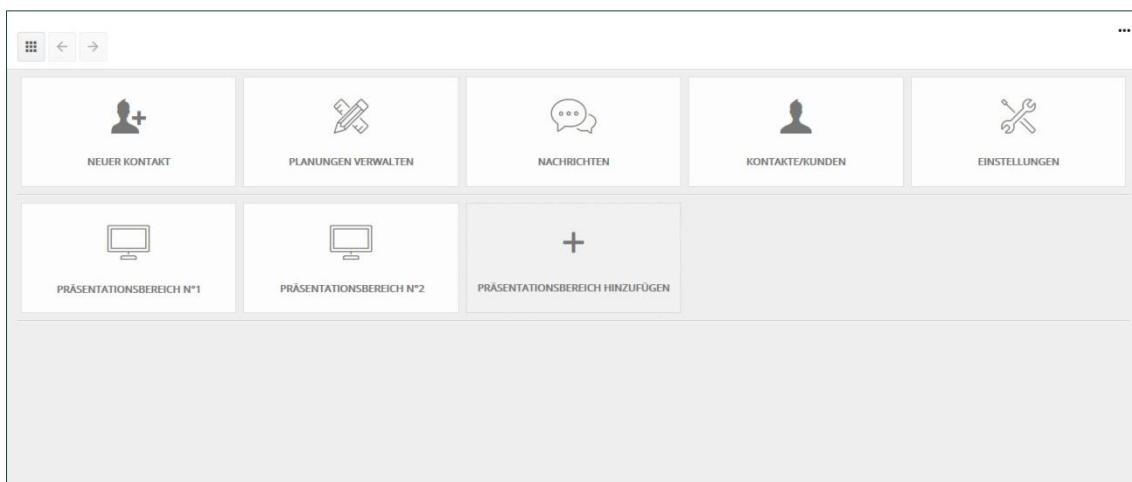 NEUER KONTAKT
PLANUNGEN VERWALTEN
NACHRICHTEN
KONTAKTE/KUNDEN
EINSTELLUNGEN
PRÄSENTATIONSBEREICH N°1
PRÄSENTATIONSBEREICH N°2
PRÄSENTATIONSBEREICH HINZUFÜGEN